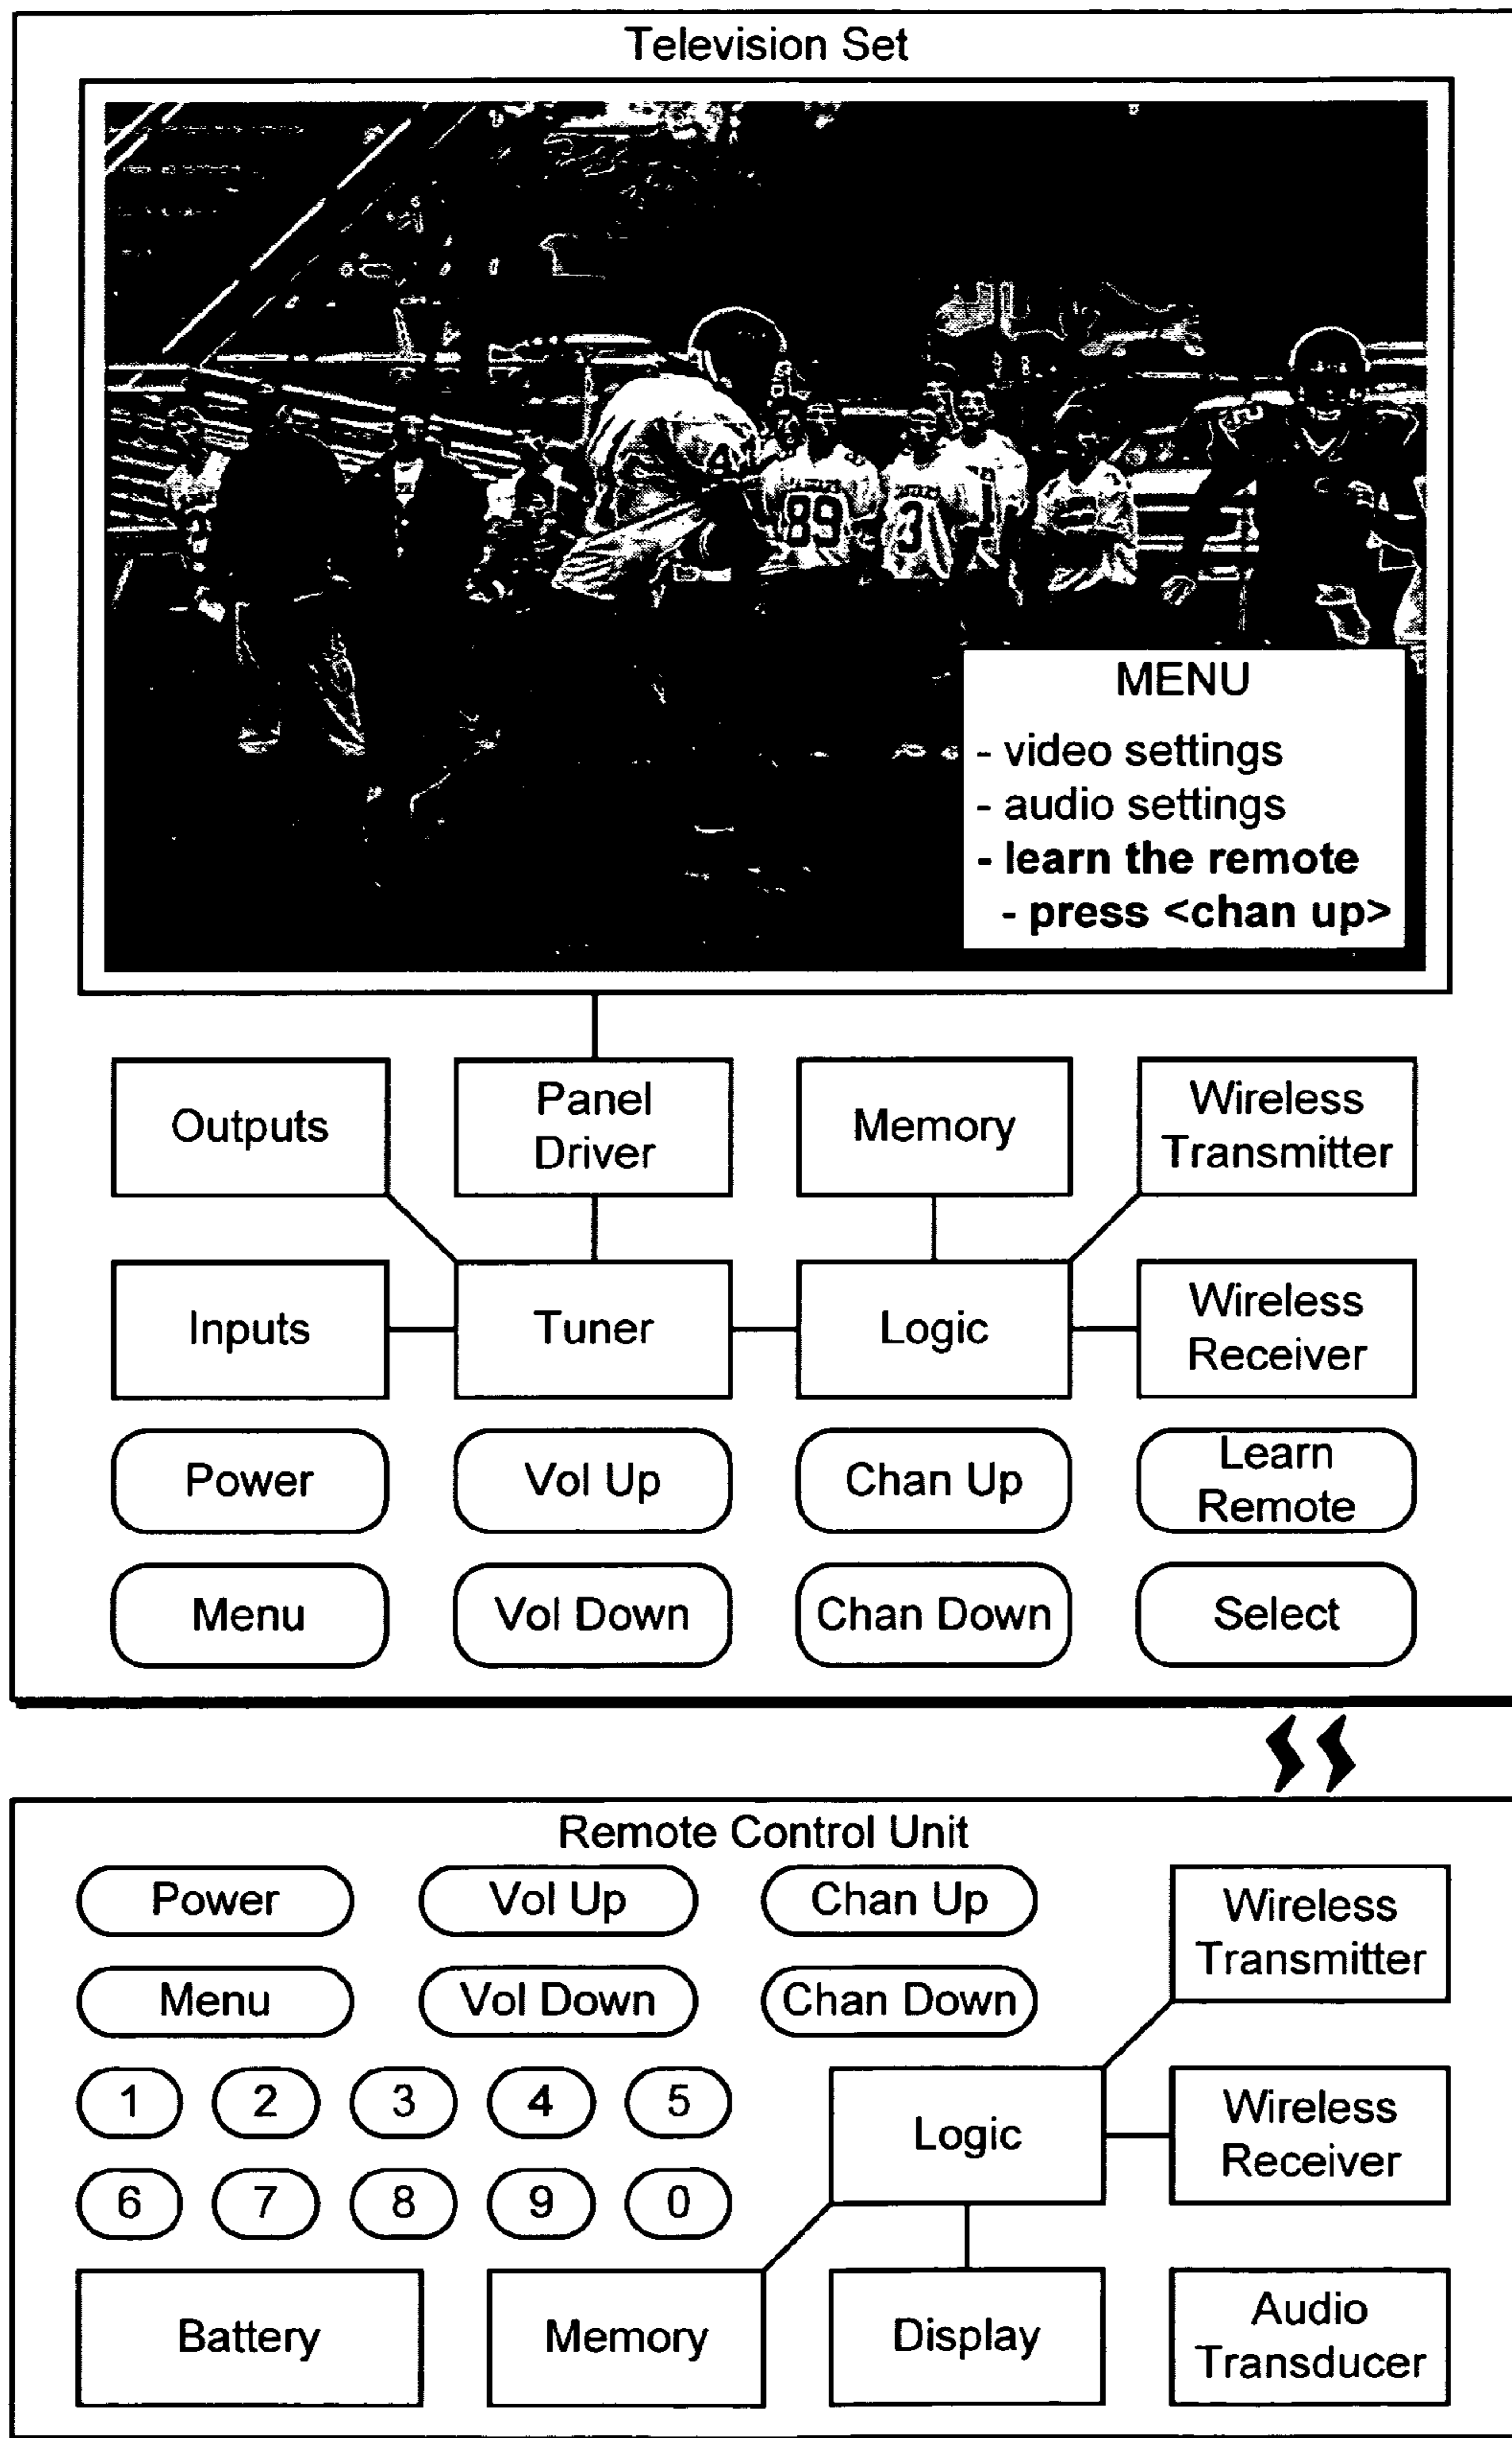 Television Set
89
3
MENU
- video settings
- audio settings
- learn the remote
- press <chan up>
Outputs
Panel
Driver
Memory
Wireless
Transmitter
Inputs
Tuner
Logic
Wireless
Receiver
Power
Vol Up
Chan Up
Learn
Remote
Menu
Vol Down
Chan Down
Select
Remote Control Unit
Power
Vol Up
Chan Up
Wireless
Transmitter
Menu
Vol Down
Chan Down
1 2 3 4 5
Logic
Wireless
Receiver
6 7 8 9 0
Battery
Memory
Display
Audio
Transducer